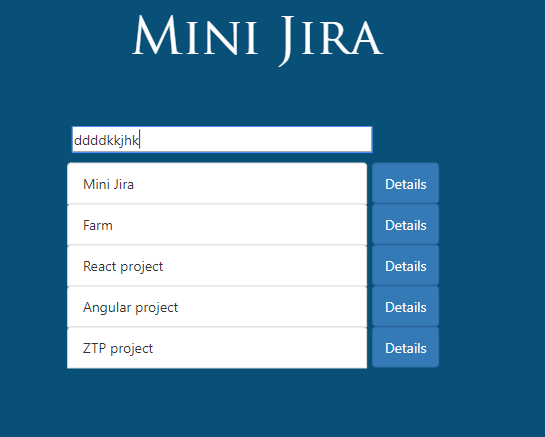 Mini Jira
ddddkkjhk
Mini Jira Details
Farm Details
React project Details
Angular project Details
ZTP project Details